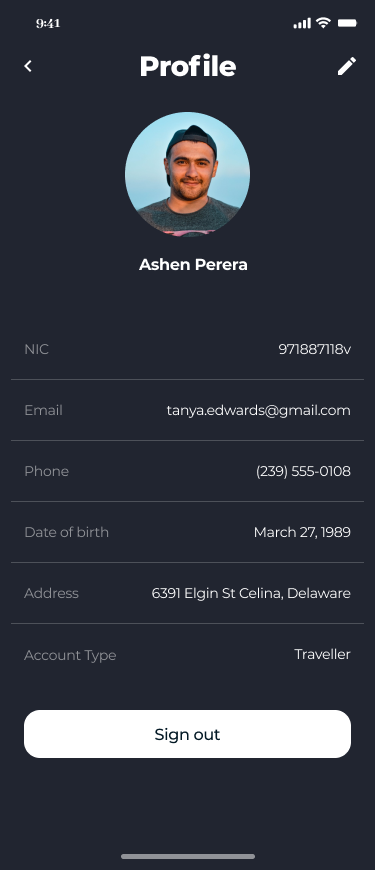 9:41
Profile
Ashen Perera
NIC 971887118v
Email tanya.edwards@gmail.com
Phone (239) 555-0108
Date of birth March 27, 1989
Address 6391 Elgin St Celina, Delaware
Account Type Traveller
Sign out